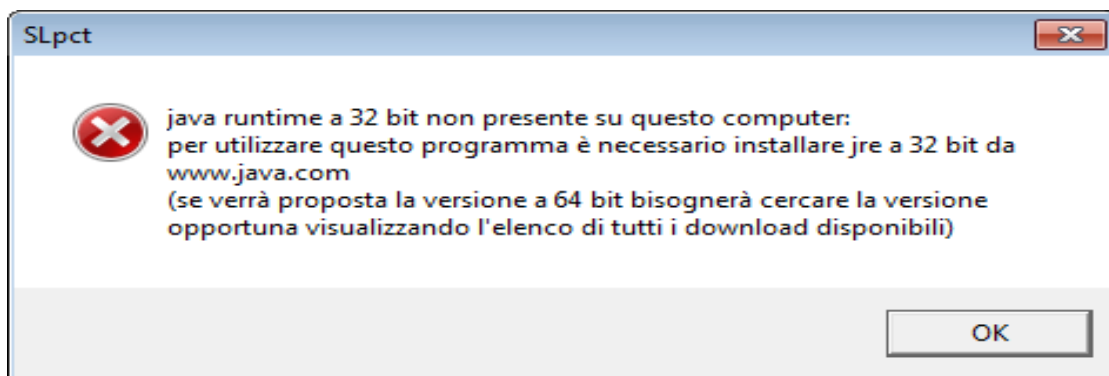 SLpct
java runtime a 32 bit non presente su questo computer:
per utilizzare questo programma è necessario installare jre a 32 bit da
www.java.com
(se verrà proposta la versione a 64 bit bisognerà cercare la versione
opportuna visualizzando l'elenco di tutti i download disponibili)
OK